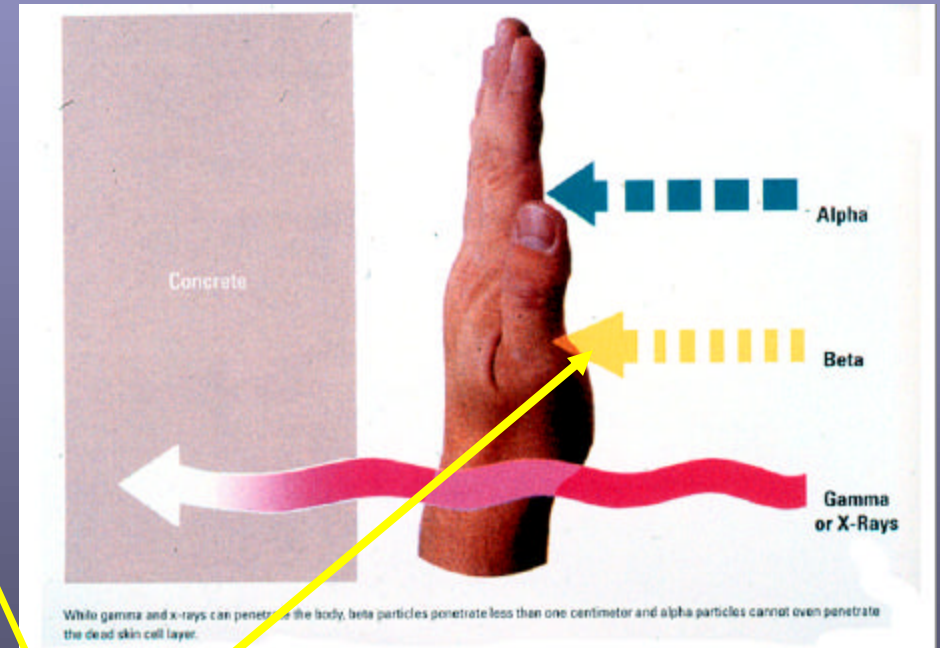 Concrete
Alpha
Beta
Gamma
or X-Rays
While gamma and x-rays can penetrate the body, beta particles penetrate less than one centimeter and alpha particles cannot even penetrate
the dead skin cell layer.